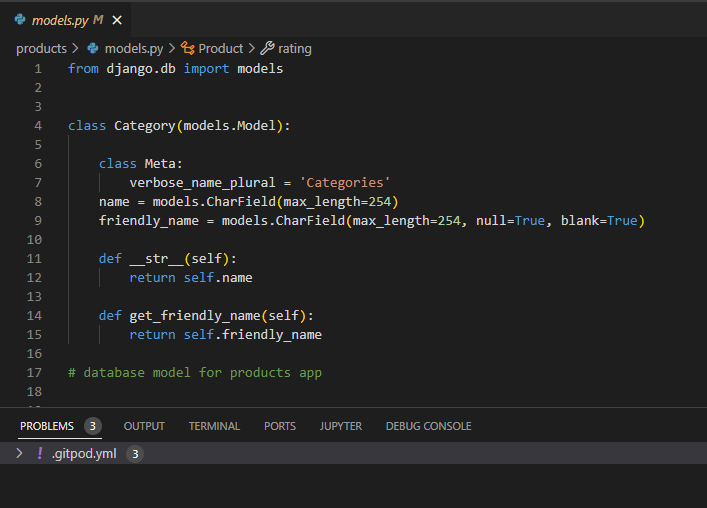 models.py M
products > models.py > Product > rating
1 from django.db import models
2
3
4 class Category(models.Model):
5
6 class Meta:
7 verbose_name_plural = 'Categories'
8 name = models.CharField(max_length=254)
9 friendly_name = models.CharField(max_length=254, null=True, blank=True)
10
11 def __str__(self):
12 return self.name
13
14 def get_friendly_name(self):
15 return self.friendly_name
16
17 # database model for products app
18
PROBLEMS 3 OUTPUT TERMINAL PORTS JUPYTER DEBUG CONSOLE
> ! .gitpod.yml 3